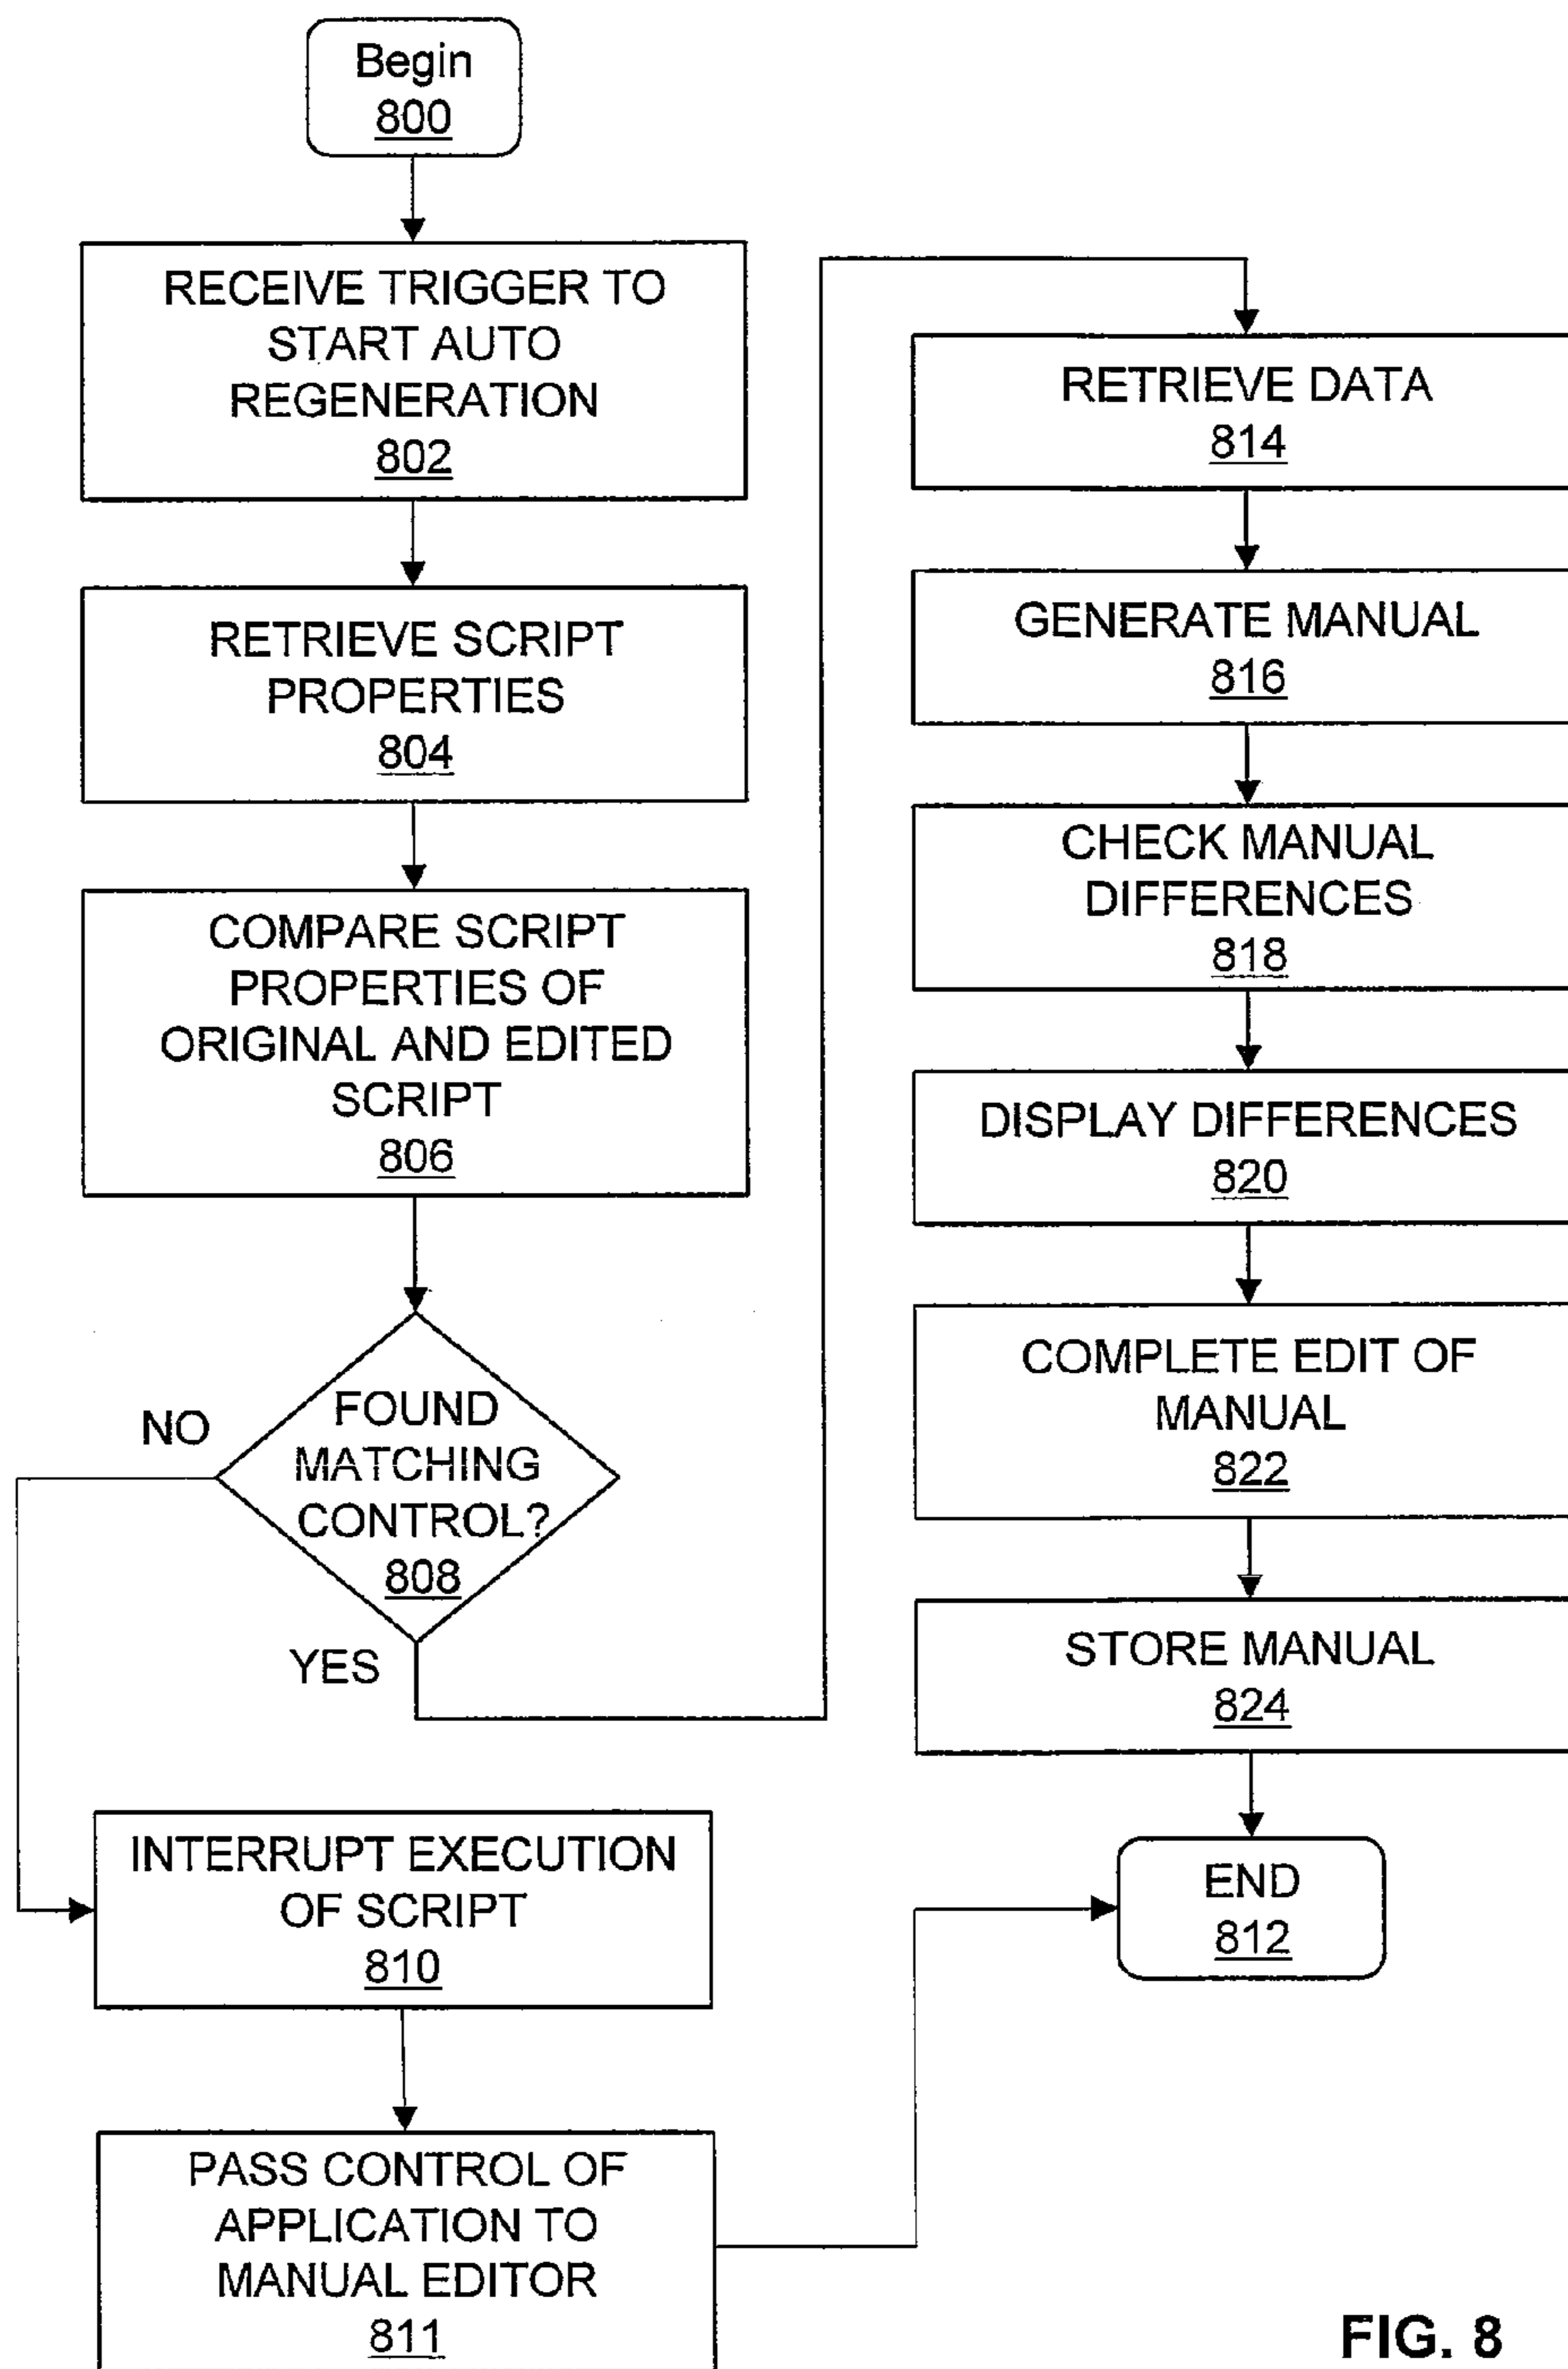 Begin
800
RECEIVE TRIGGER TO
START AUTO
REGENERATION
802
RETRIEVE SCRIPT
PROPERTIES
804
COMPARE SCRIPT
PROPERTIES OF
ORIGINAL AND EDITED
SCRIPT
806
FOUND
MATCHING
CONTROL?
808
NO
YES
INTERRUPT EXECUTION
OF SCRIPT
810
PASS CONTROL OF
APPLICATION TO
MANUAL EDITOR
811
RETRIEVE DATA
814
GENERATE MANUAL
816
CHECK MANUAL
DIFFERENCES
818
DISPLAY DIFFERENCES
820
COMPLETE EDIT OF
MANUAL
822
STORE MANUAL
824
END
812
FIG. 8